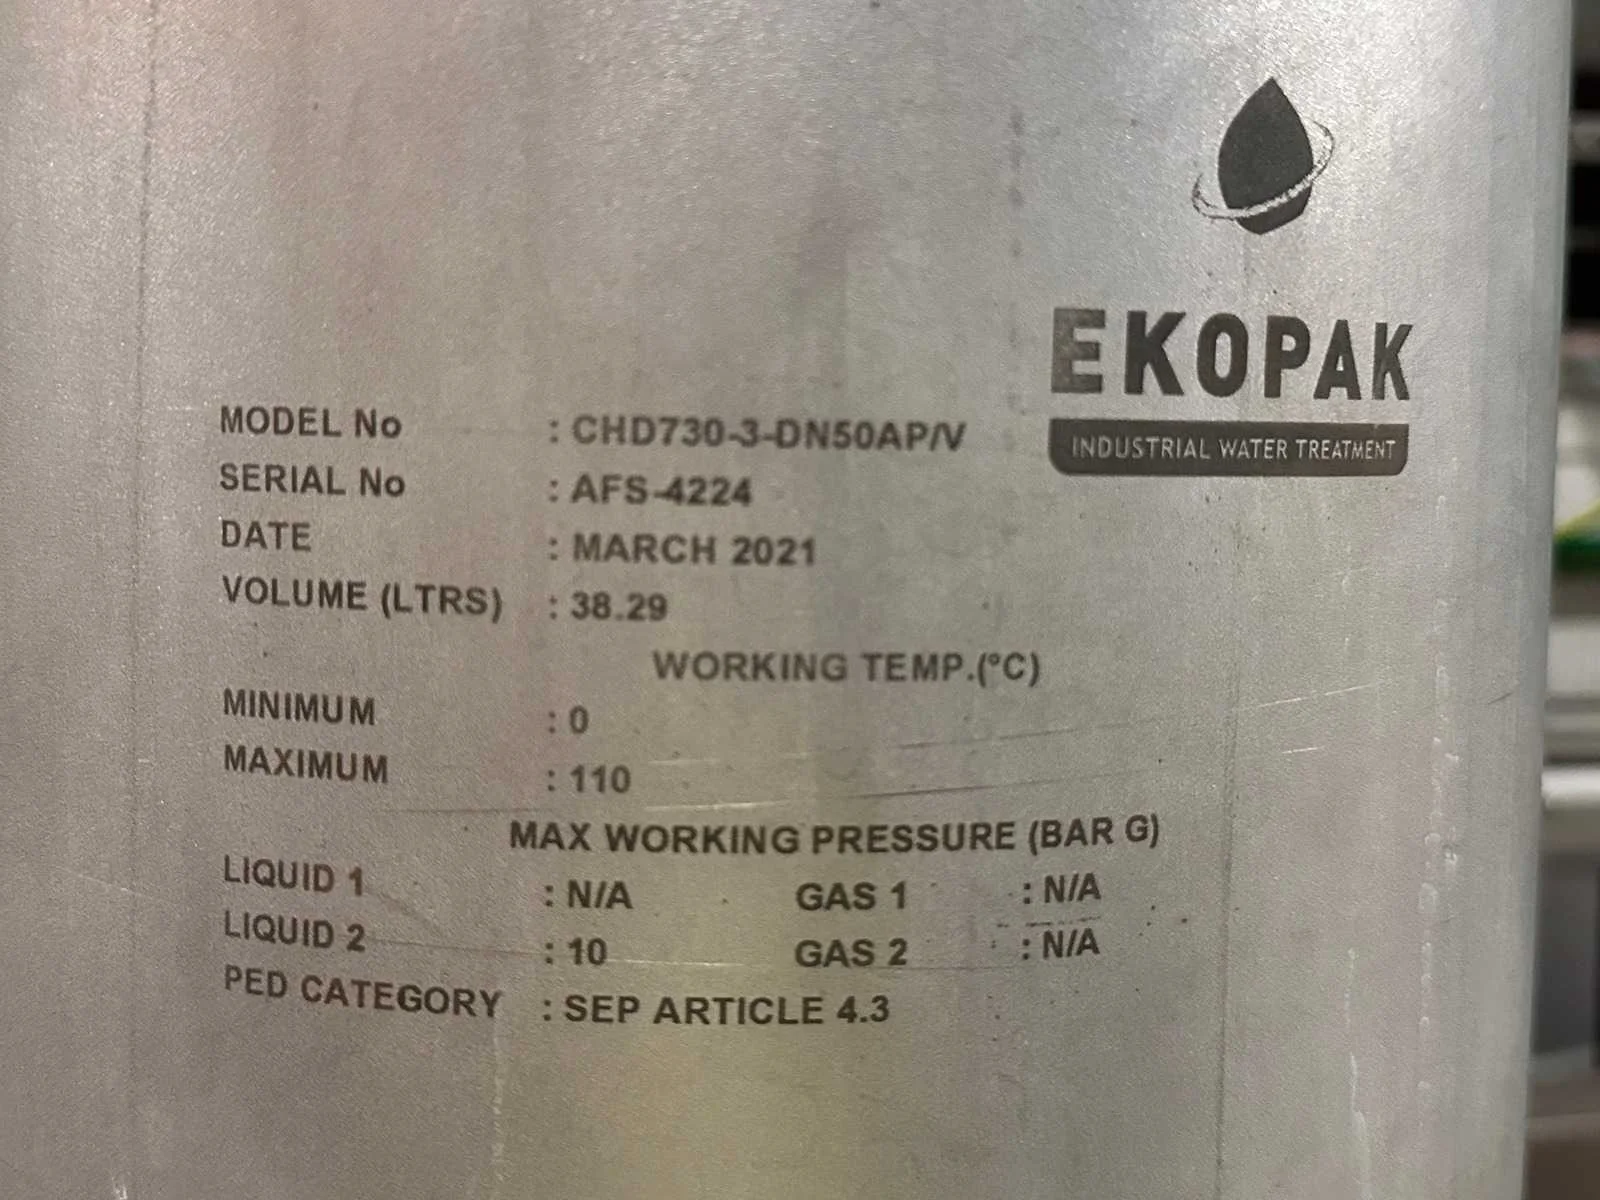 EKOPAK
INDUSTRIAL WATER TREATMENT
MODEL No : CHD730-3-DN50AP/V
SERIAL No : AFS-4224
DATE : MARCH 2021
VOLUME (LTRS) : 38.29
WORKING TEMP.(°C)
MINIMUM : 0
MAXIMUM : 110
MAX WORKING PRESSURE (BAR G)
LIQUID 1 : N/A GAS 1 : N/A
LIQUID 2 : 10 GAS 2 : N/A
PED CATEGORY : SEP ARTICLE 4.3